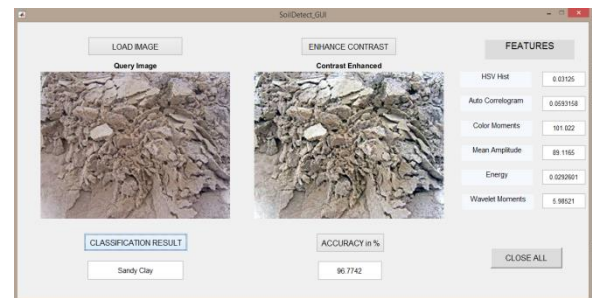 SoilDetect_GUI
LOAD IMAGE
ENHANCE CONTRAST
FEATURES
Query Image
Contrast Enhanced
HSV Hist
0.03125
Auto Correlogram
0.0593158
Color Moments
101.022
Mean Amplitude
89.1165
Energy
0.0292601
Wavelet Moments
5.98521
CLASSIFICATION RESULT
ACCURACY in %
CLOSE ALL
Sandy Clay
96.7742